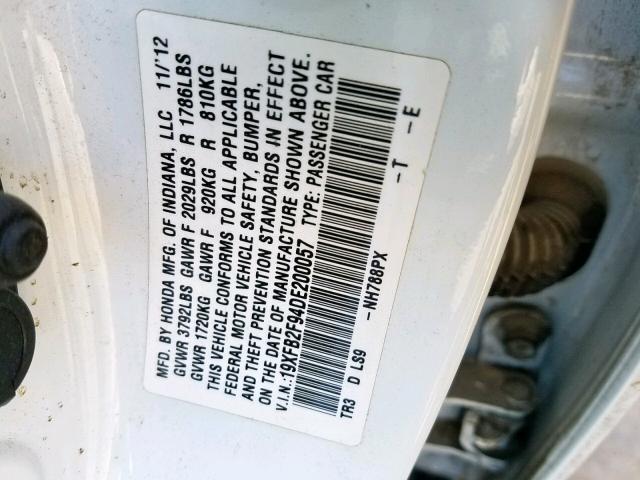 MFD. BY HONDA MFG. OF INDIANA, LLC 11/'12
GVWR 3792LBS GAWR F 2029LBS R 1786LBS
GVWR 1720KG GAWR F 920KG R 810KG
THIS VEHICLE CONFORMS TO ALL APPLICABLE
FEDERAL MOTOR VEHICLE SAFETY, BUMPER,
AND THEFT PREVENTION STANDARDS IN EFFECT
ON THE DATE OF MANUFACTURE SHOWN ABOVE.
V.I.N.:19XFB2F94DE200057 TYPE: PASSENGER CAR
TR3 D LS9 -NH788PX -T -E